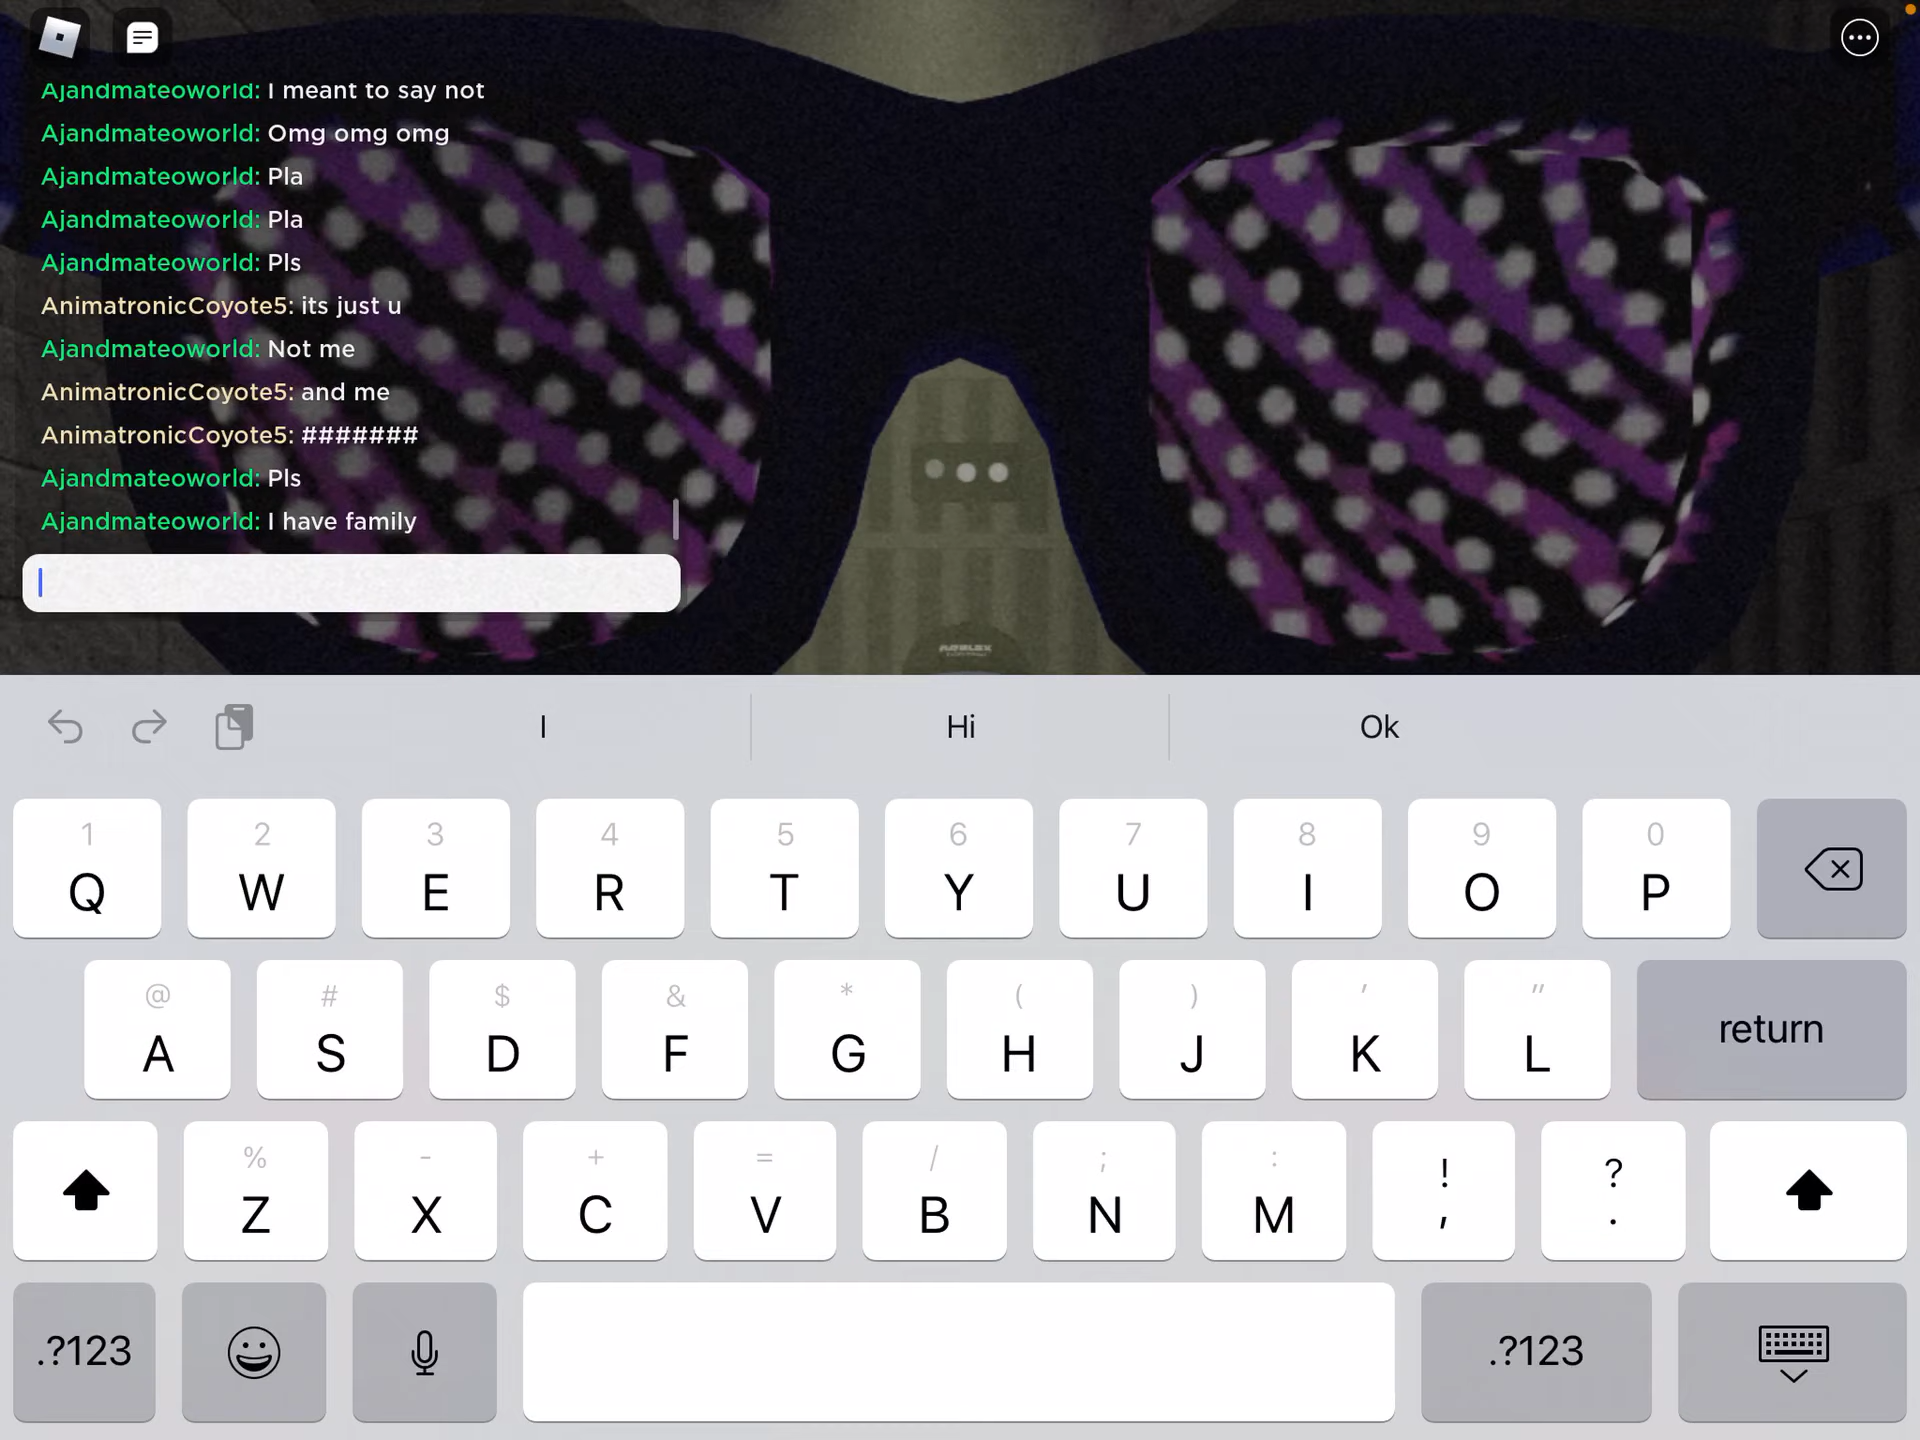 Ajandmateoworld: I meant to say not
Ajandmateoworld: Omg omg omg
Ajandmateoworld: Pla
Ajandmateoworld: Pla
Ajandmateoworld: Pls
AnimatronicCoyote5: its just u
Ajandmateoworld: Not me
AnimatronicCoyote5: and me
AnimatronicCoyote5: #######
Ajandmateoworld: Pls
Ajandmateoworld: I have family
ROBLOX
I Hi Ok
1 2 3 4 5 6 7 8 9 0
Q W E R T Y U I O P
@ # $ & * ( ) ' "
A S D F G H J K L return
% - + = / ; : ! ?
Z X C V B N M , .
.?123 .?123